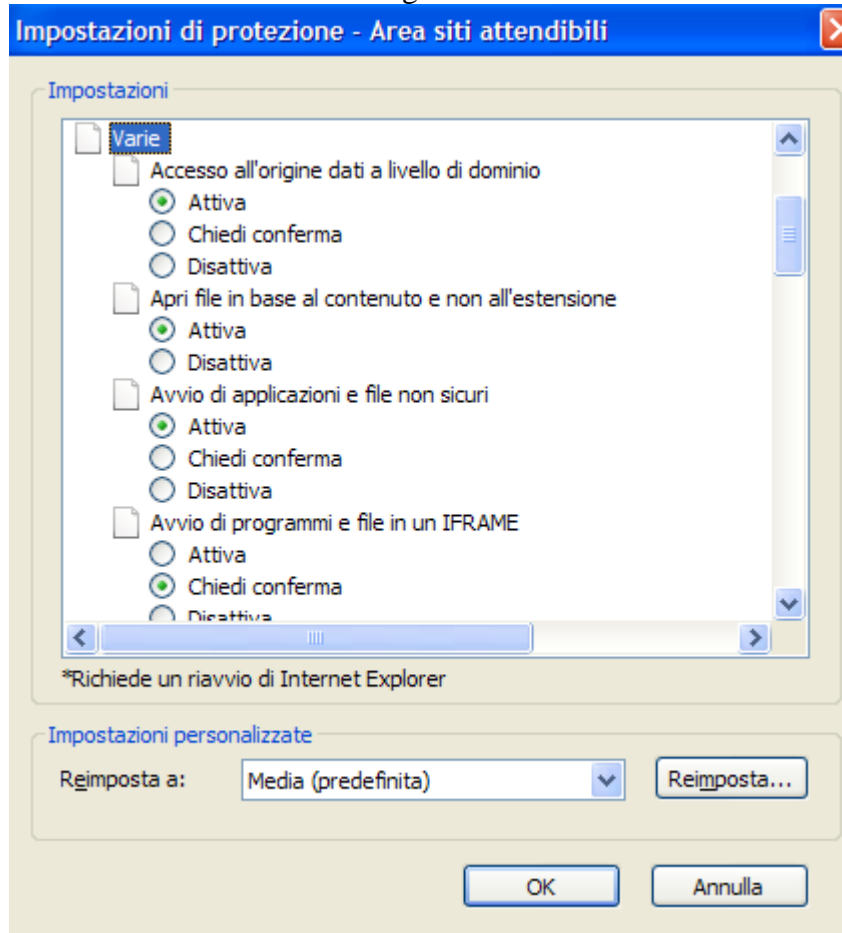 Impostazioni di protezione - Area siti attendibili
Impostazioni
Varie
Accesso all'origine dati a livello di dominio
Attiva
Chiedi conferma
Disattiva
Apri file in base al contenuto e non all'estensione
Attiva
Disattiva
Avvio di applicazioni e file non sicuri
Attiva
Chiedi conferma
Disattiva
Avvio di programmi e file in un IFRAME
Attiva
Chiedi conferma
Disattiva
*Richiede un riavvio di Internet Explorer
Impostazioni personalizzate
Reimposta a: Media (predefinita) Reimposta...
OK Annulla